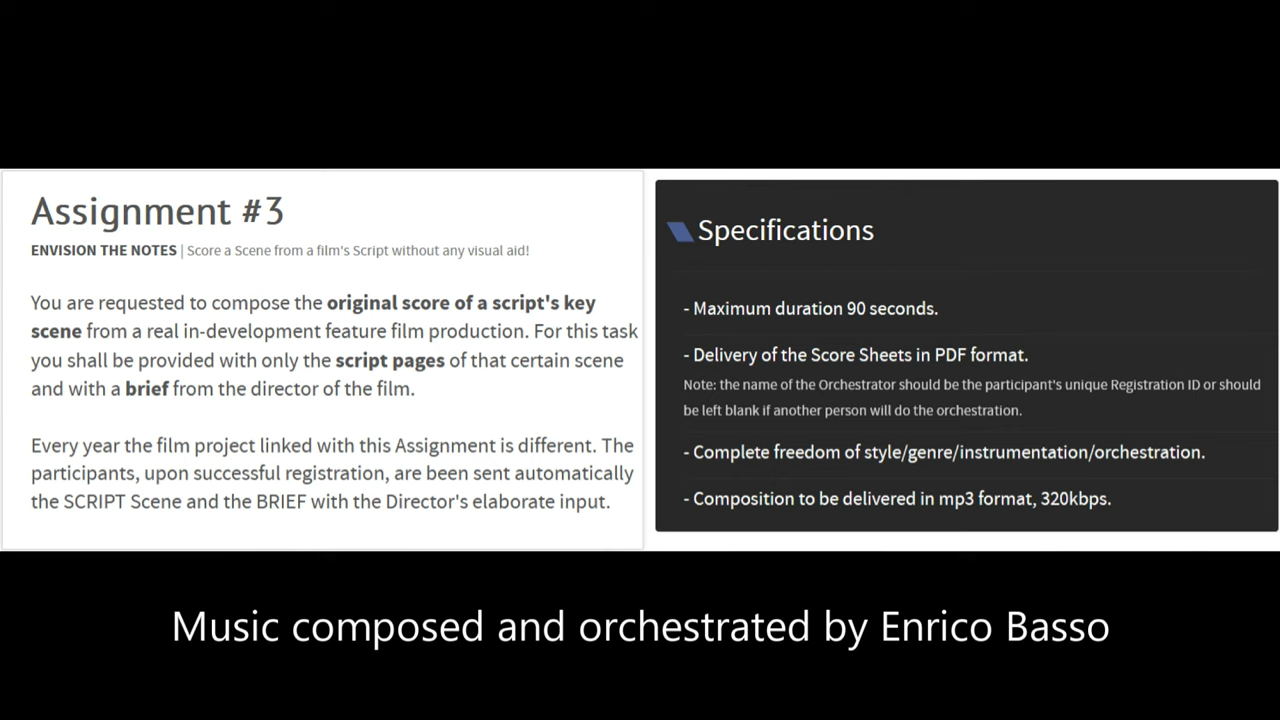 Assignment #3
ENVISION THE NOTES | Score a Scene from a film's Script without any visual aid!
You are requested to compose the original score of a script's key
scene from a real in-development feature film production. For this task
you shall be provided with only the script pages of that certain scene
and with a brief from the director of the film.
Every year the film project linked with this Assignment is different. The
participants, upon successful registration, are been sent automatically
the SCRIPT Scene and the BRIEF with the Director's elaborate input.
Specifications
- Maximum duration 90 seconds.
- Delivery of the Score Sheets in PDF format.
Note: the name of the Orchestrator should be the participant's unique Registration ID or should
be left blank if another person will do the orchestration.
- Complete freedom of style/genre/instrumentation/orchestration.
- Composition to be delivered in mp3 format, 320kbps.
Music composed and orchestrated by Enrico Basso